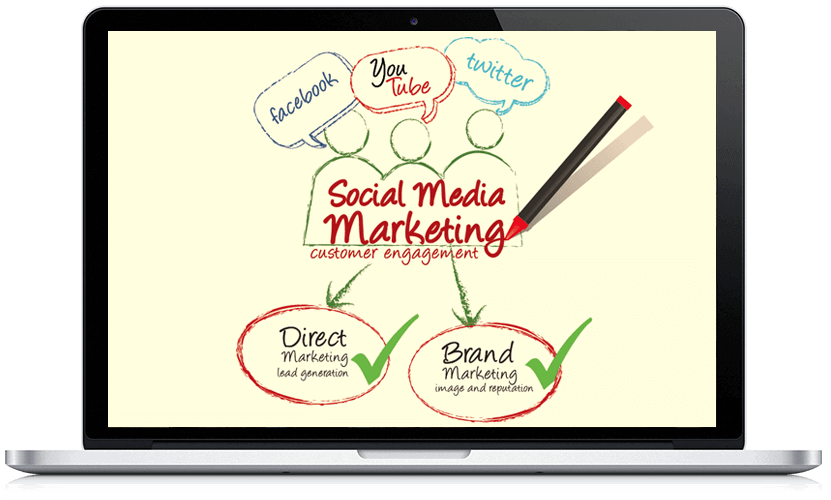 facebook
You
Tube
twitter
Social Media
Marketing
customer engagement
Direct
Marketing
lead generation
Brand
Marketing
image and reputation